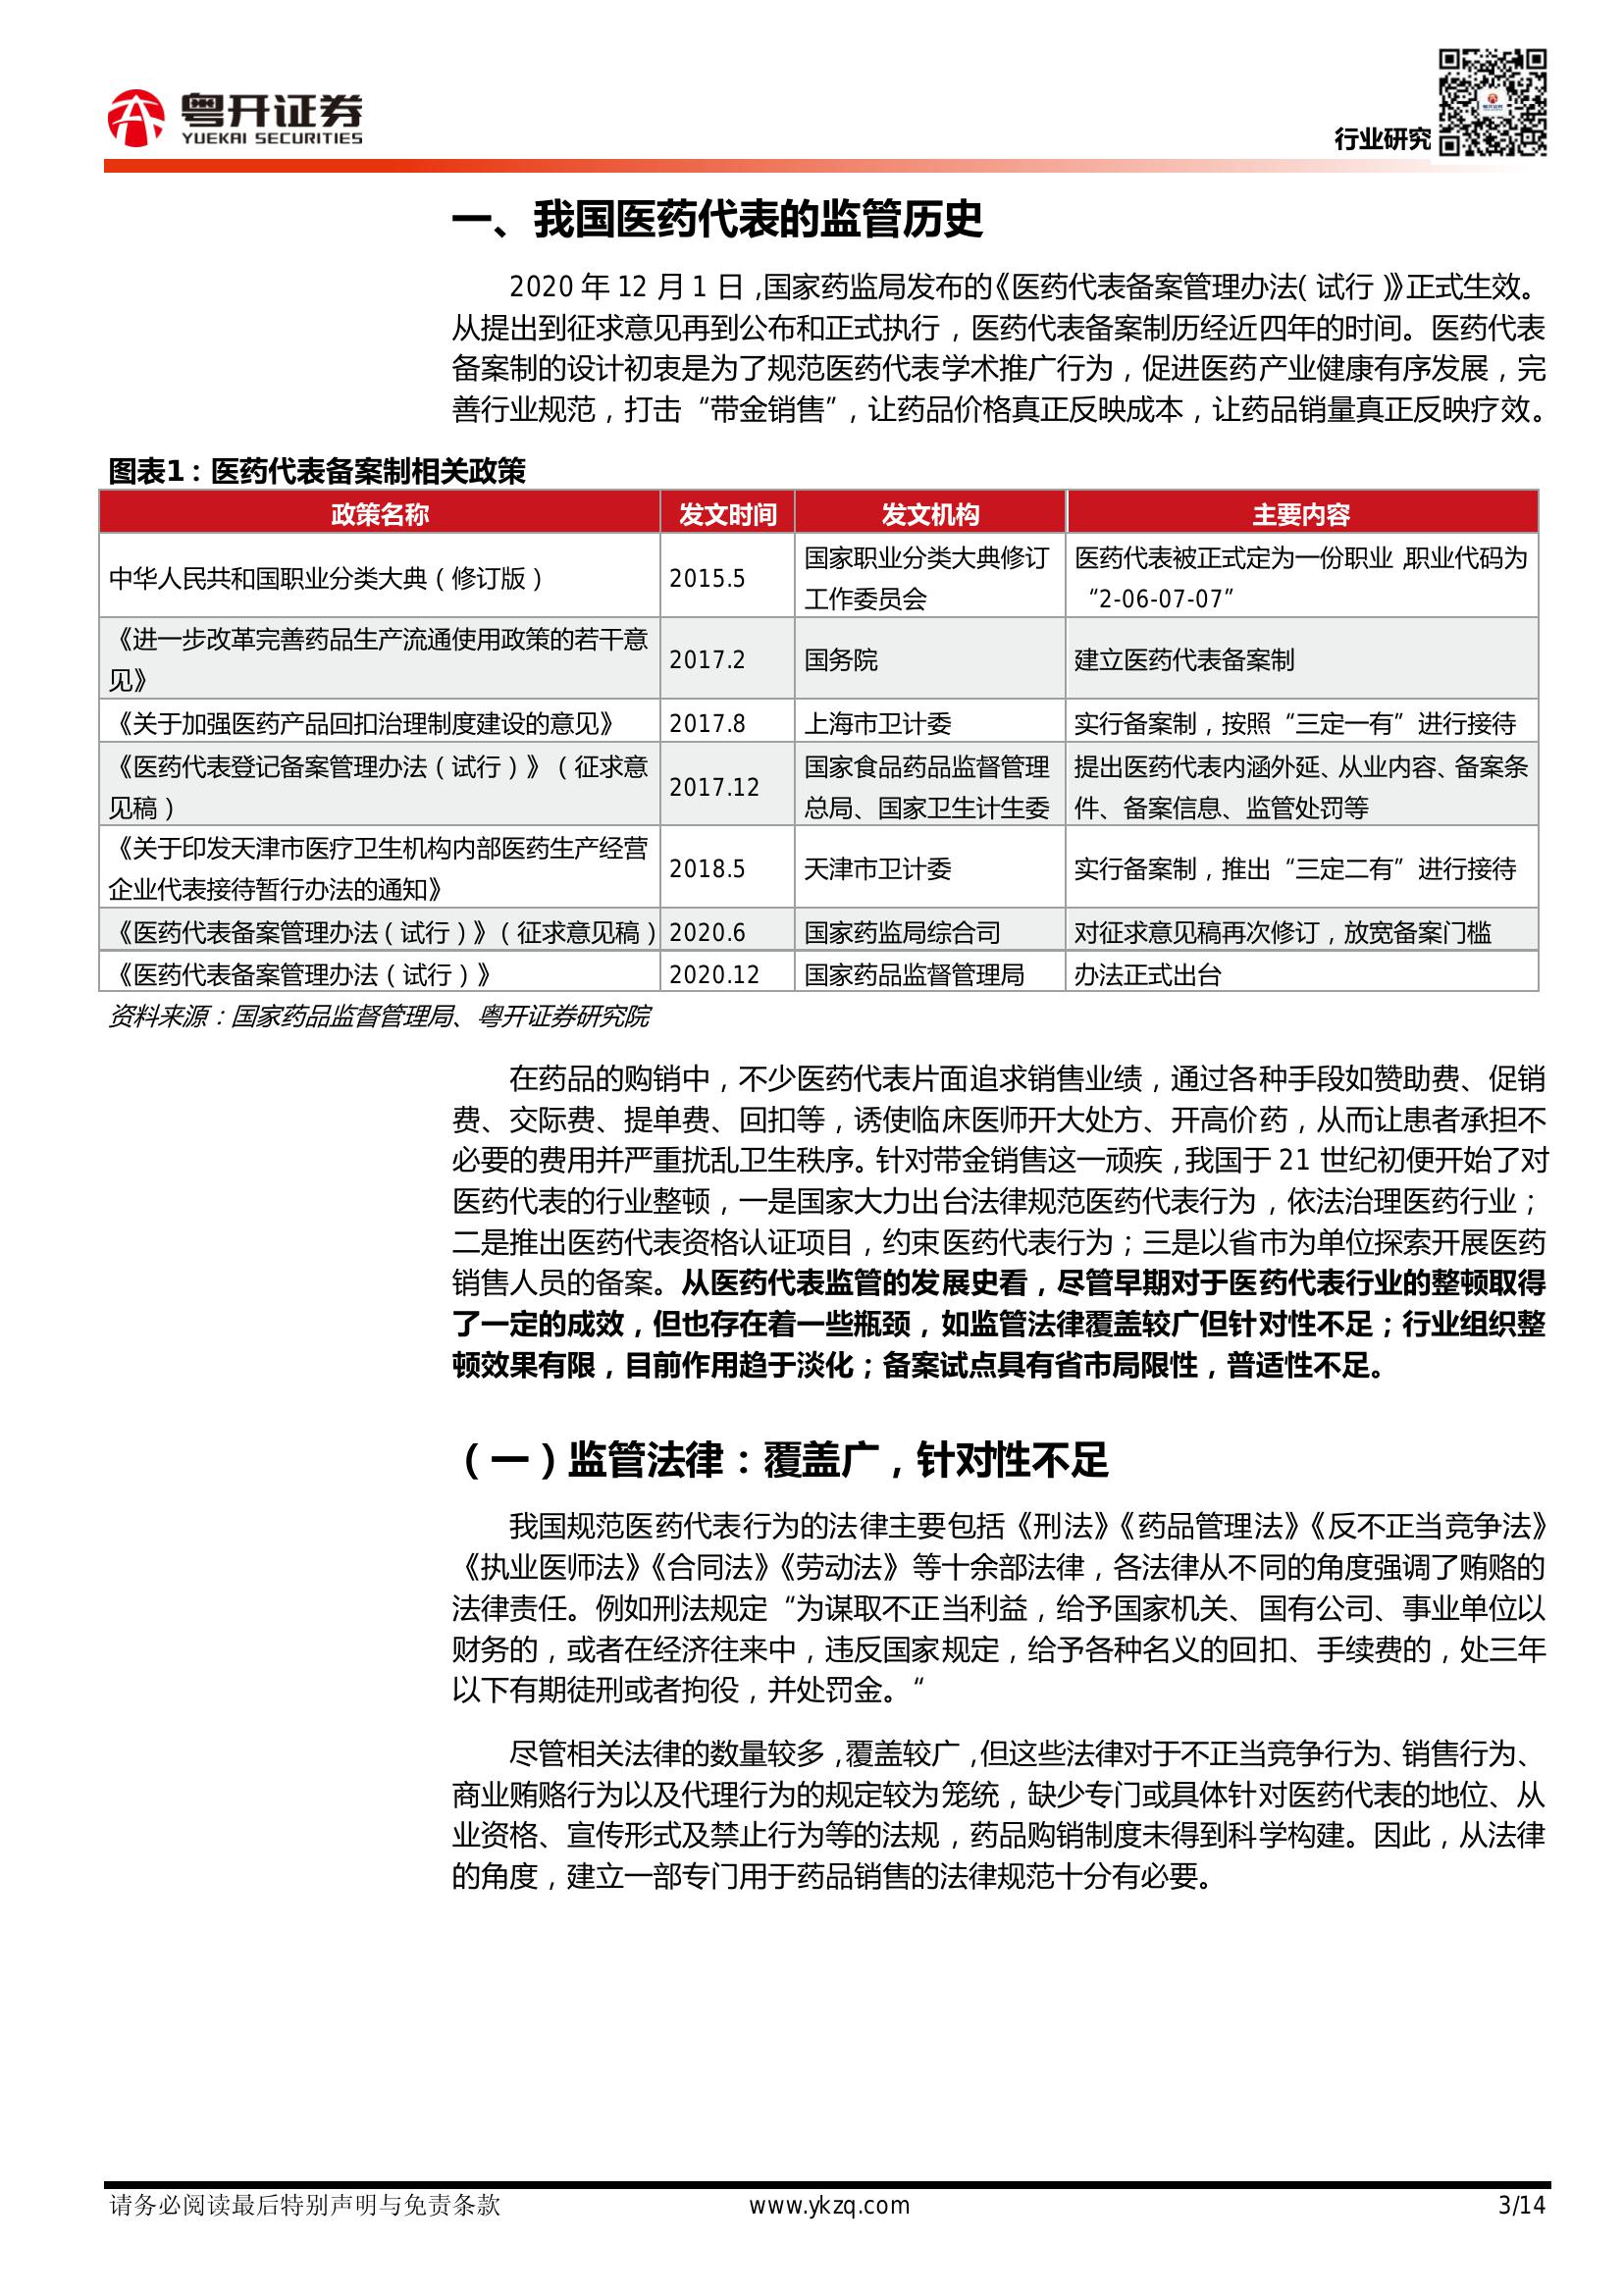 粤开证券
YUEKAI SECURITIES
行业研究
一、我国医药代表的监管历史
2020 年 12 月 1 日，国家药监局发布的《医药代表备案管理办法（试行）》正式生效。
从提出到征求意见再到公布和正式执行，医药代表备案制历经近四年的时间。医药代表
备案制的设计初衷是为了规范医药代表学术推广行为，促进医药产业健康有序发展，完
善行业规范，打击“带金销售”，让药品价格真正反映成本，让药品销量真正反映疗效。
图表1：医药代表备案制相关政策
政策名称 发文时间 发文机构 主要内容
中华人民共和国职业分类大典（修订版） 2015.5 国家职业分类大典修订
工作委员会 医药代表被正式定为一份职业，职业代码为
“2-06-07-07”
《进一步改革完善药品生产流通使用政策的若干意
见》 2017.2 国务院 建立医药代表备案制
《关于加强医药产品回扣治理制度建设的意见》 2017.8 上海市卫计委 实行备案制，按照“三定一有”进行接待
《医药代表登记备案管理办法（试行）》（征求意
见稿） 2017.12 国家食品药品监督管理
总局、国家卫生计生委 提出医药代表内涵外延、从业内容、备案条
件、备案信息、监管处罚等
《关于印发天津市医疗卫生机构内部医药生产经营
企业代表接待暂行办法的通知》 2018.5 天津市卫计委 实行备案制，推出“三定二有”进行接待
《医药代表备案管理办法（试行）》（征求意见稿） 2020.6 国家药监局综合司 对征求意见稿再次修订，放宽备案门槛
《医药代表备案管理办法（试行）》 2020.12 国家药品监督管理局 办法正式出台
资料来源：国家药品监督管理局、粤开证券研究院
在药品的购销中，不少医药代表片面追求销售业绩，通过各种手段如赞助费、促销
费、交际费、提单费、回扣等，诱使临床医师开大处方、开高价药，从而让患者承担不
必要的费用并严重扰乱卫生秩序。针对带金销售这一顽疾，我国于 21 世纪初便开始了对
医药代表的行业整顿，一是国家大力出台法律规范医药代表行为，依法治理医药行业；
二是推出医药代表资格认证项目，约束医药代表行为；三是以省市为单位探索开展医药
销售人员的备案。从医药代表监管的发展史看，尽管早期对于医药代表行业的整顿取得
了一定的成效，但也存在着一些瓶颈，如监管法律覆盖较广但针对性不足；行业组织整
顿效果有限，目前作用趋于淡化；备案试点具有省市局限性，普适性不足。
（一）监管法律：覆盖广，针对性不足
我国规范医药代表行为的法律主要包括《刑法》《药品管理法》《反不正当竞争法》
《执业医师法》《合同法》《劳动法》等十余部法律，各法律从不同的角度强调了贿赂的
法律责任。例如刑法规定“为谋取不正当利益，给予国家机关、国有公司、事业单位以
财务的，或者在经济往来中，违反国家规定，给予各种名义的回扣、手续费的，处三年
以下有期徒刑或者拘役，并处罚金。“
尽管相关法律的数量较多，覆盖较广，但这些法律对于不正当竞争行为、销售行为、
商业贿赂行为以及代理行为的规定较为笼统，缺少专门或具体针对医药代表的地位、从
业资格、宣传形式及禁止行为等的法规，药品购销制度未得到科学构建。因此，从法律
的角度，建立一部专门用于药品销售的法律规范十分有必要。
请务必阅读最后特别声明与免责条款 www.ykzq.com 3/14